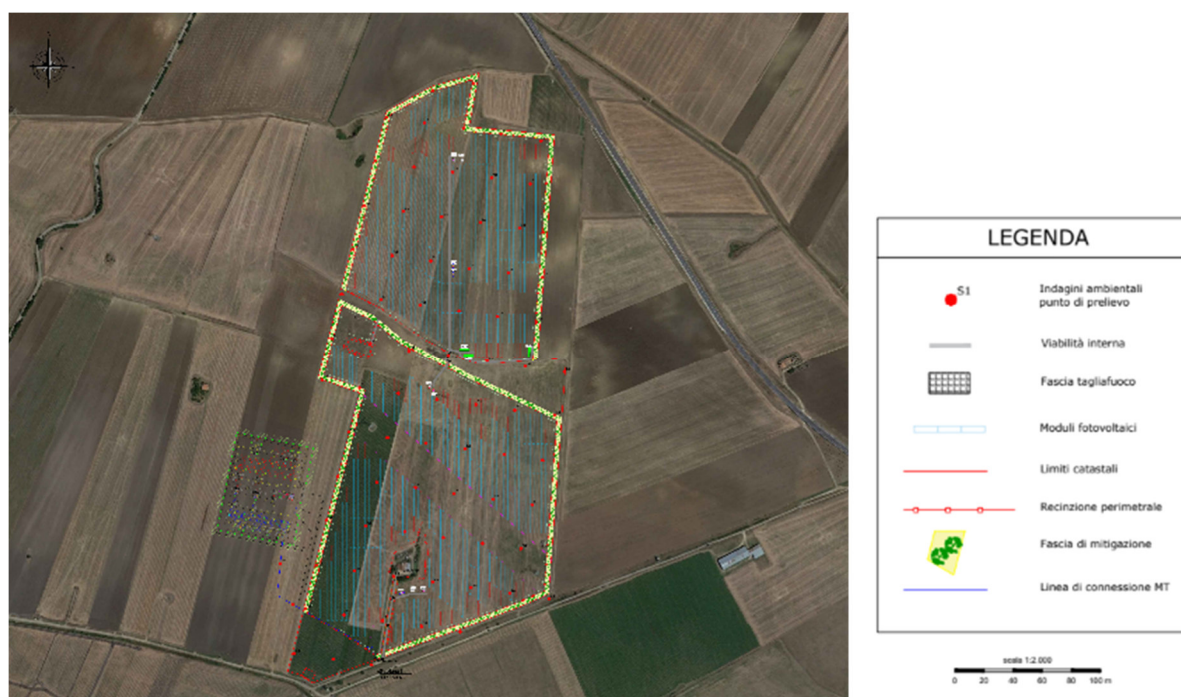 LEGENDA
S1
Indagini ambientali
punto di prelievo
Viabilità interna
Fascia tagliafuoco
Moduli fotovoltaici
Limiti catastali
Recinzione perimetrale
Fascia di mitigazione
Linea di connessione MT
scala 1:2.000
0 20 40 60 80 100 m